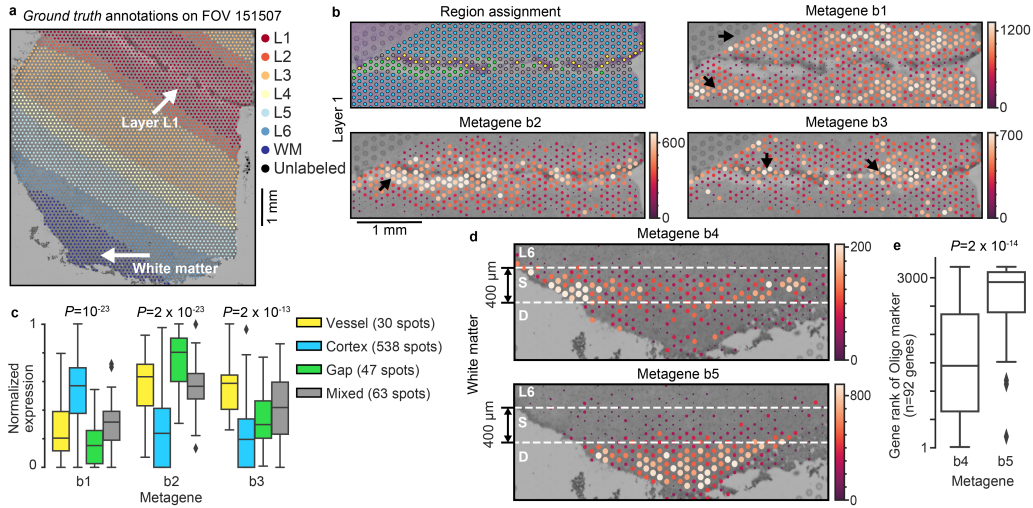 a
Ground truth annotations on FOV 151507
L1
L2
L3
L4
L5
L6
WM
Unlabeled
Layer L1
White matter
1 mm
b
Region assignment
Metagene b1
1200
0
Layer 1
Metagene b2
600
0
Metagene b3
700
0
1 mm
c
P=10-23
P=2 x 10-23
P=2 x 10-13
1
0
Normalized
expression
b1
b2
b3
Metagene
Vessel (30 spots)
Cortex (538 spots)
Gap (47 spots)
Mixed (63 spots)
d
Metagene b4
L6
S
D
400 μm
200
0
White matter
Metagene b5
L6
S
D
400 μm
800
0
e
P=2 x 10-14
3000
1
Gene rank of Oligo marker
(n=92 genes)
b4
b5
Metagene